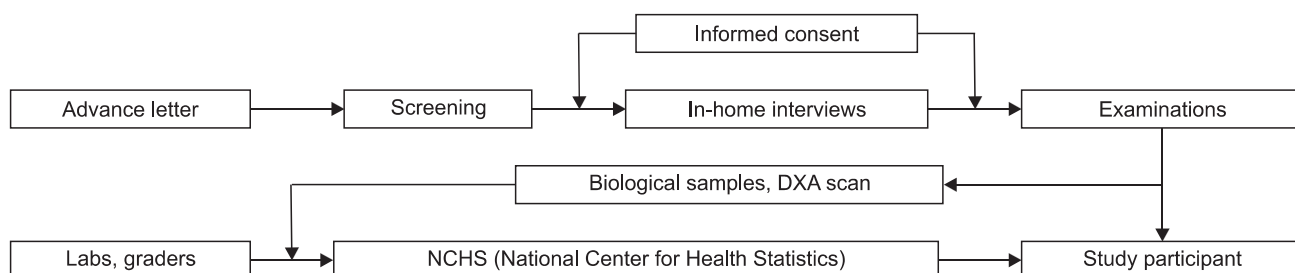 Informed consent
Advance letter
Screening
In-home interviews
Examinations
Biological samples, DXA scan
Labs, graders
NCHS (National Center for Health Statistics)
Study participant